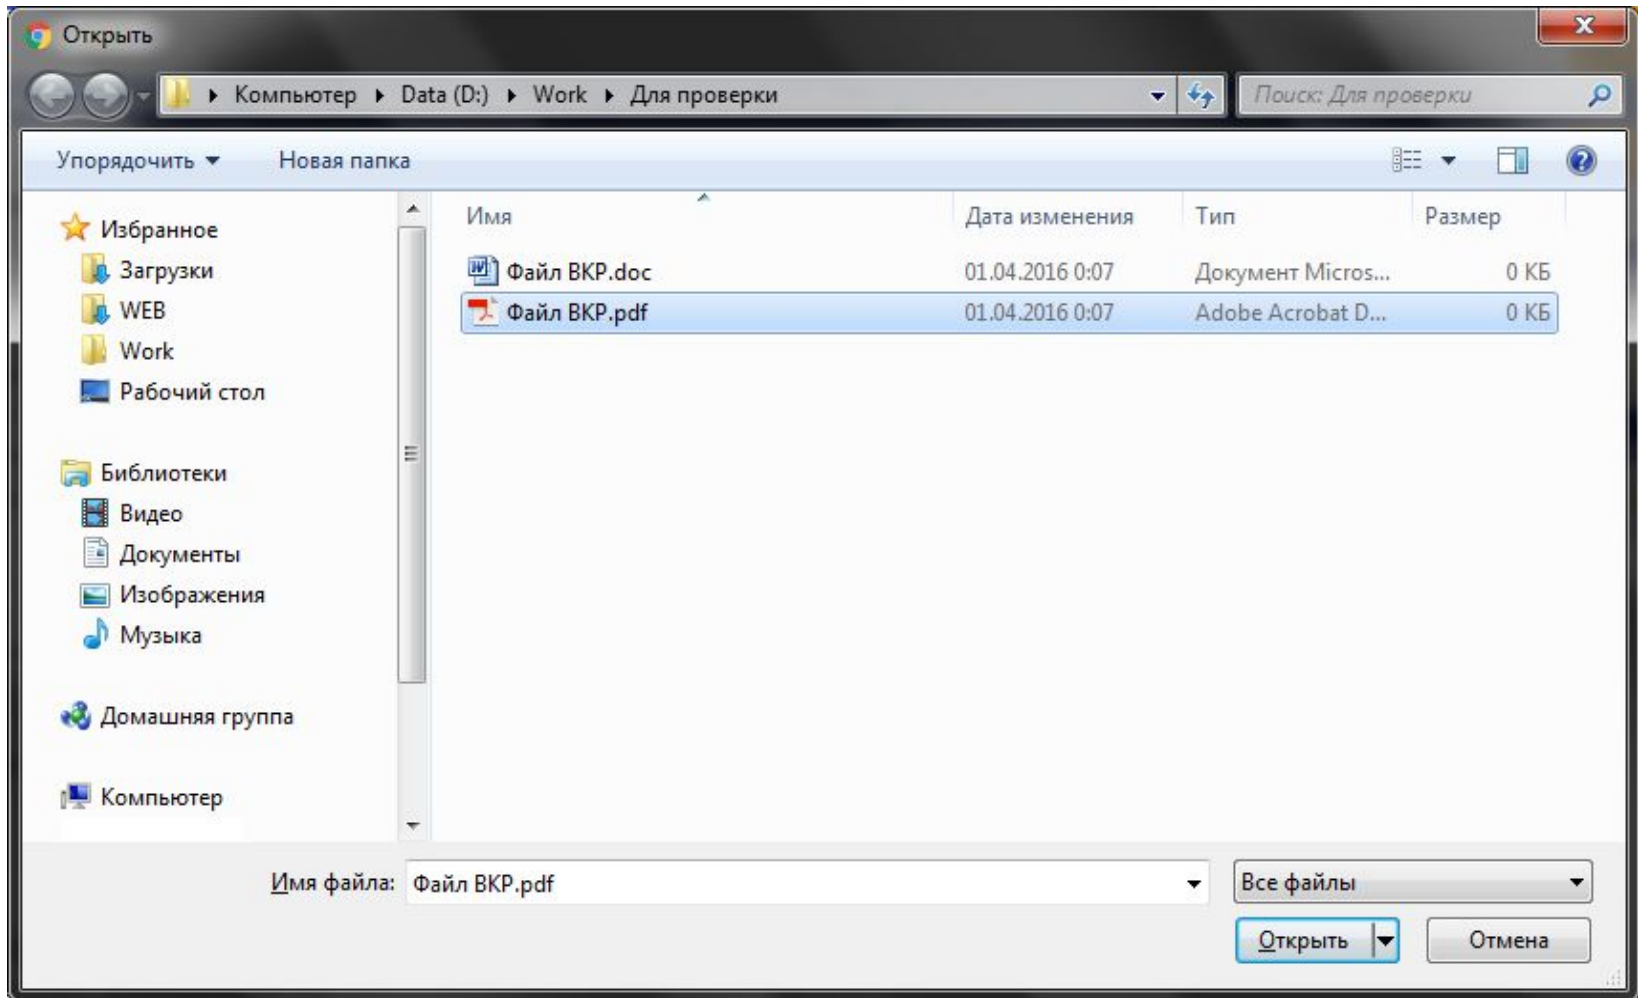 Открыть
Компьютер Data (D:) Work Для проверки
Поиск: Для проверки
Упорядочить Новая папка
Избранное
Загрузки
WEB
Work
Рабочий стол
Библиотеки
Видео
Документы
Изображения
Музыка
Домашняя группа
Компьютер
Имя Дата изменения Тип Размер
Файл ВКР.doc 01.04.2016 0:07 Документ Micros... 0 КБ
Файл ВКР.pdf 01.04.2016 0:07 Adobe Acrobat D... 0 КБ
Имя файла: Файл ВКР.pdf Все файлы
Открыть Отмена